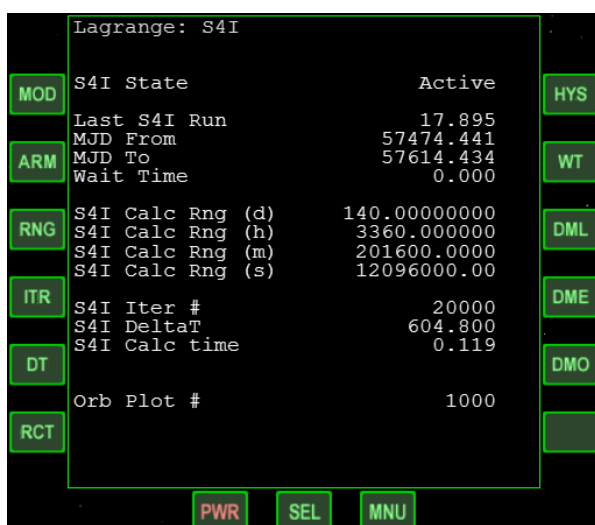 Lagrange: S4I
MOD
S4I State Active
HYS
Last S4I Run 17.895
MJD From 57474.441
ARM
MJD To 57614.434
WT
Wait Time 0.000
S4I Calc Rng (d) 140.00000000
RNG
S4I Calc Rng (h) 3360.000000
DML
S4I Calc Rng (m) 201600.0000
S4I Calc Rng (s) 12096000.00
ITR
DME
S4I Iter # 20000
S4I DeltaT 604.800
S4I Calc time 0.119
DT
DMO
Orb Plot # 1000
RCT
PWR SEL MNU